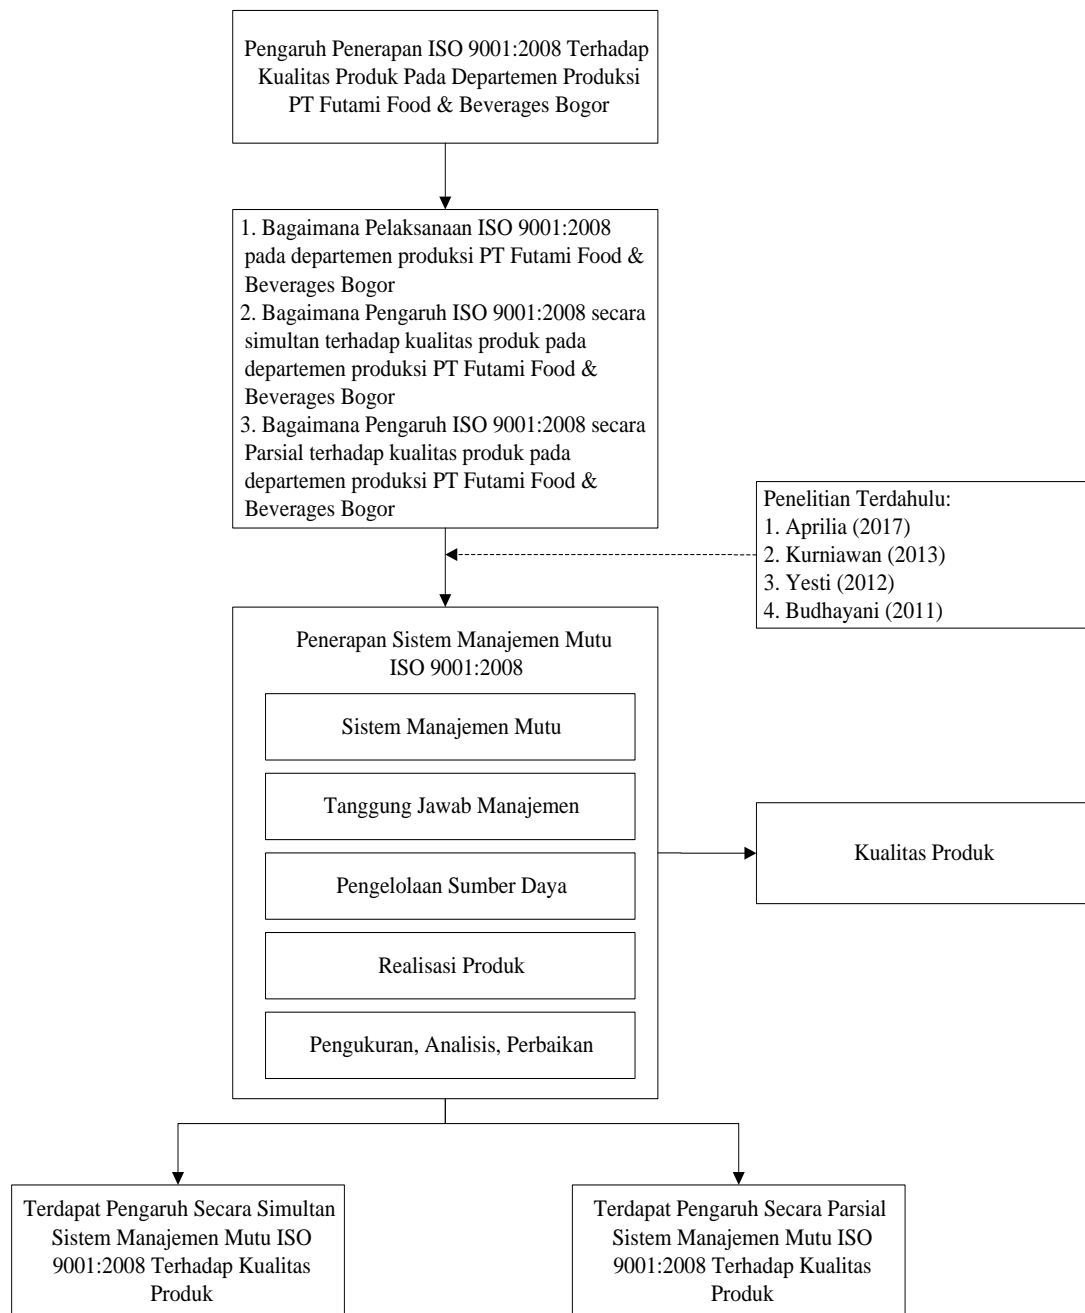 Pengaruh Penerapan ISO 9001:2008 Terhadap
Kualitas Produk Pada Departemen Produksi
PT Futami Food & Beverages Bogor
1. Bagaimana Pelaksanaan ISO 9001:2008
pada departemen produksi PT Futami Food &
Beverages Bogor
2. Bagaimana Pengaruh ISO 9001:2008 secara
simultan terhadap kualitas produk pada
departemen produksi PT Futami Food &
Beverages Bogor
3. Bagaimana Pengaruh ISO 9001:2008 secara
Parsial terhadap kualitas produk pada
departemen produksi PT Futami Food &
Beverages Bogor
Penelitian Terdahulu:
1. Aprilia (2017)
2. Kurniawan (2013)
3. Yesti (2012)
4. Budhayani (2011)
Penerapan Sistem Manajemen Mutu
ISO 9001:2008
Sistem Manajemen Mutu
Tanggung Jawab Manajemen
Pengelolaan Sumber Daya
Realisasi Produk
Pengukuran, Analisis, Perbaikan
Kualitas Produk
Terdapat Pengaruh Secara Simultan
Sistem Manajemen Mutu ISO
9001:2008 Terhadap Kualitas
Produk
Terdapat Pengaruh Secara Parsial
Sistem Manajemen Mutu ISO
9001:2008 Terhadap Kualitas
Produk